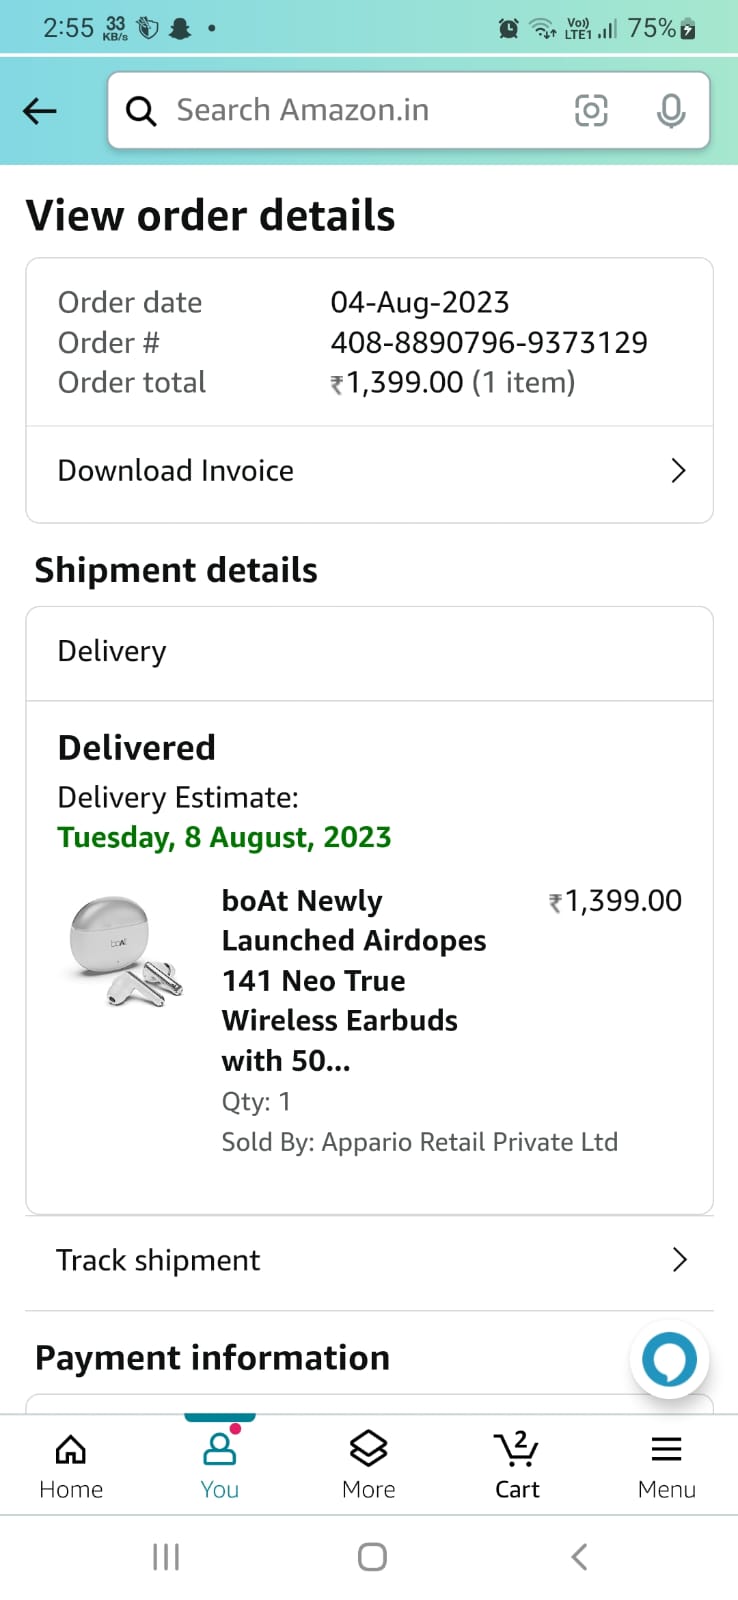 2:55 33 KB/s Vo)) LTE1 75%
Search Amazon.in
View order details
Order date 04-Aug-2023
Order # 408-8890796-9373129
Order total ₹1,399.00 (1 item)
Download Invoice
Shipment details
Delivery
Delivered
Delivery Estimate:
Tuesday, 8 August, 2023
boAt
boAt Newly ₹1,399.00
Launched Airdopes
141 Neo True
Wireless Earbuds
with 50...
Qty: 1
Sold By: Appario Retail Private Ltd
Track shipment
Payment information
2
Home You More Cart Menu